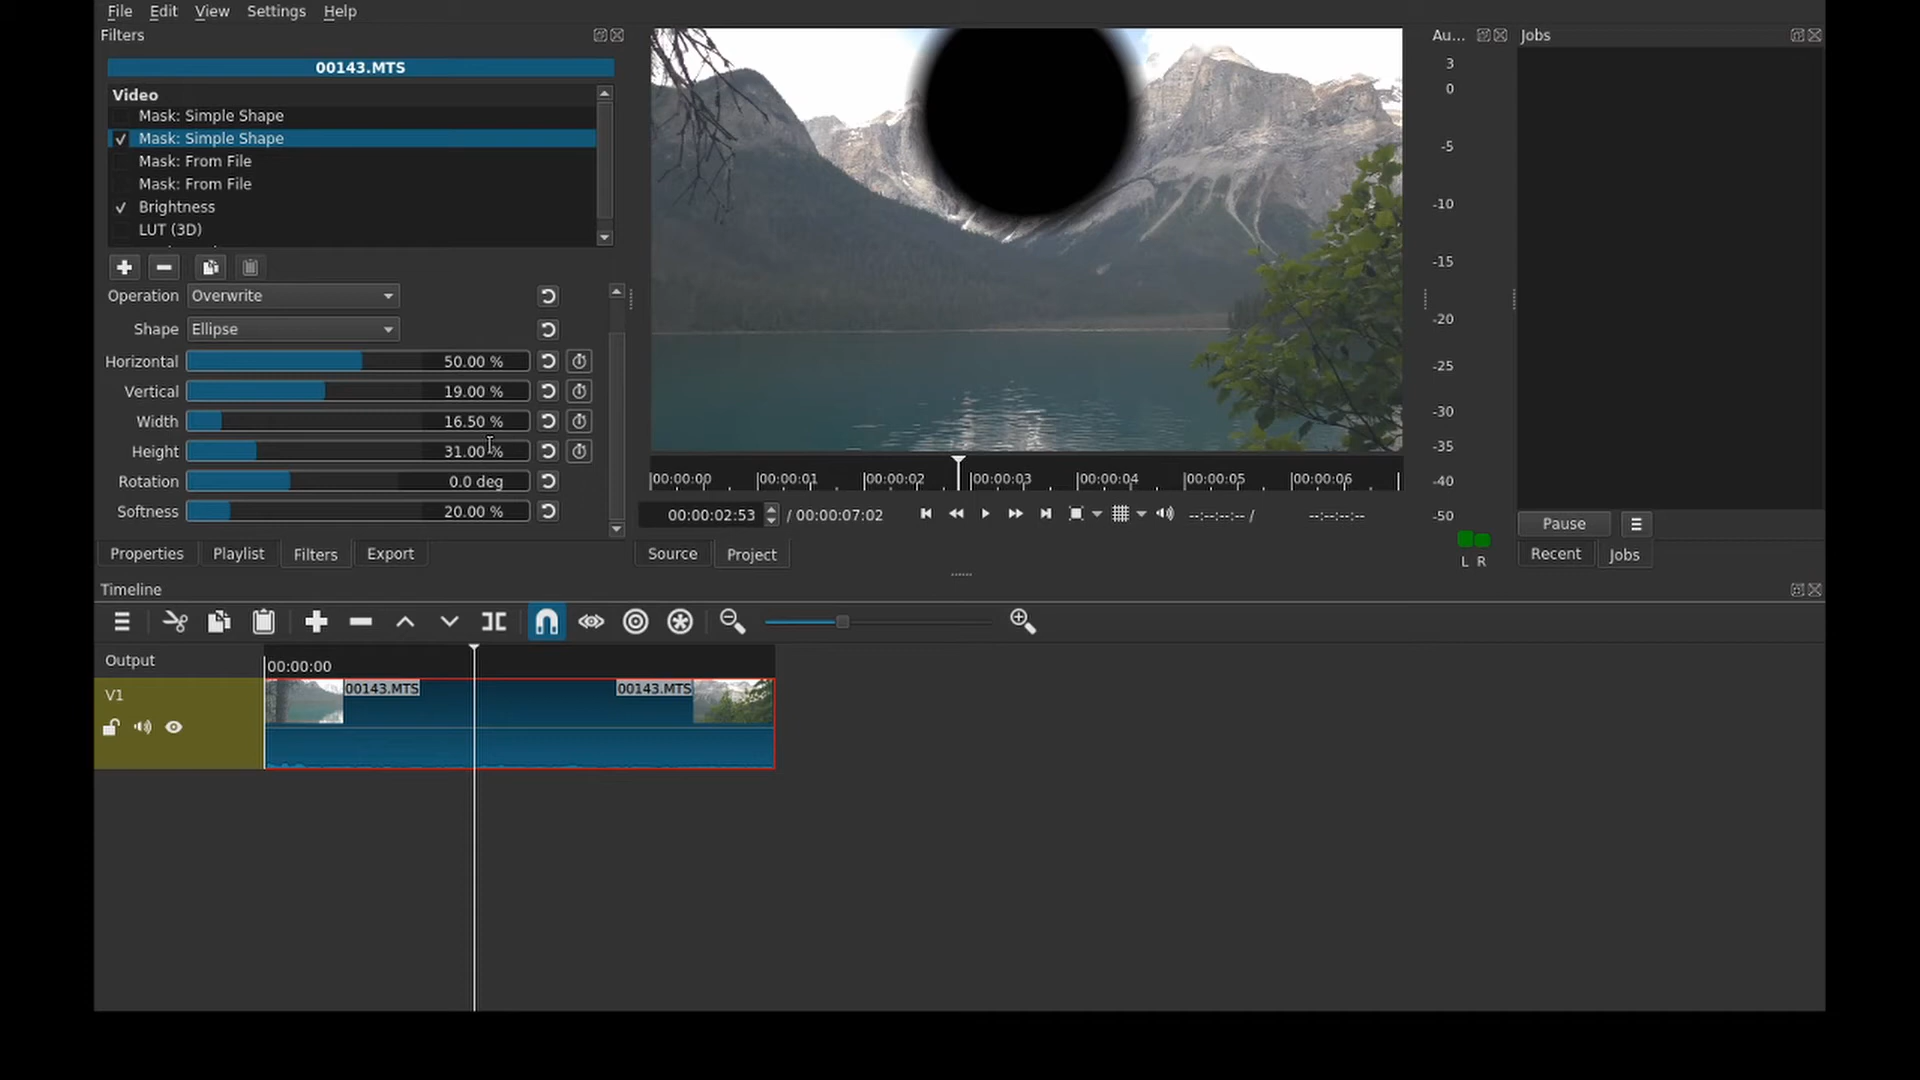 File Edit View Settings Help
Filters
00143.MTS
Video
Mask: Simple Shape
Mask: Simple Shape
Mask: From File
Mask: From File
Brightness
LUT (3D)
Operation Overwrite
Shape Ellipse
Horizontal 50.00 %
Vertical 19.00 %
Width 16.50 %
Height 31.00 %
Rotation 0.0 deg
Softness 20.00 %
Properties Playlist Filters Export
00:00:00 00:00:01 00:00:02 00:00:03 00:00:04 00:00:05 00:00:06
00:00:02:53 / 00:00:07:02 --:--:--:-- / --:--:--:--
Source Project
Au...
3
0
-5
-10
-15
-20
-25
-30
-35
-40
-45
-50
L R
Jobs
Pause
Recent Jobs
Timeline
Output
00:00:00
V1
00143.MTS 00143.MTS